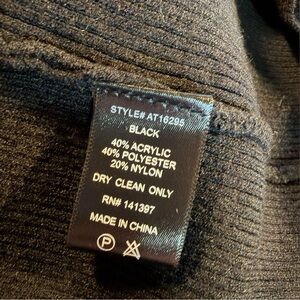 STYLE# AT16295
BLACK
40% ACRYLIC
40% POLYESTER
20% NYLON
DRY CLEAN ONLY
RN# 141397
MADE IN CHINA
P